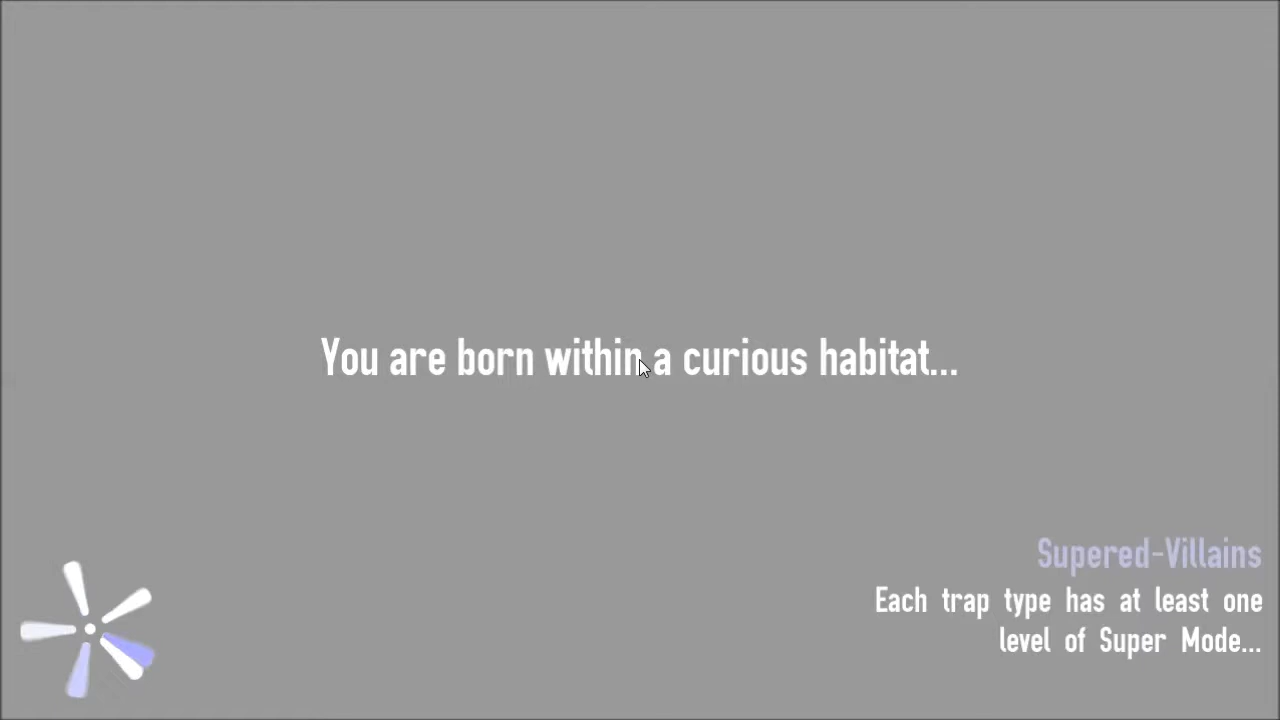 You are born within a curious habitat...
Supered-Villains
Each trap type has at least one
level of Super Mode...